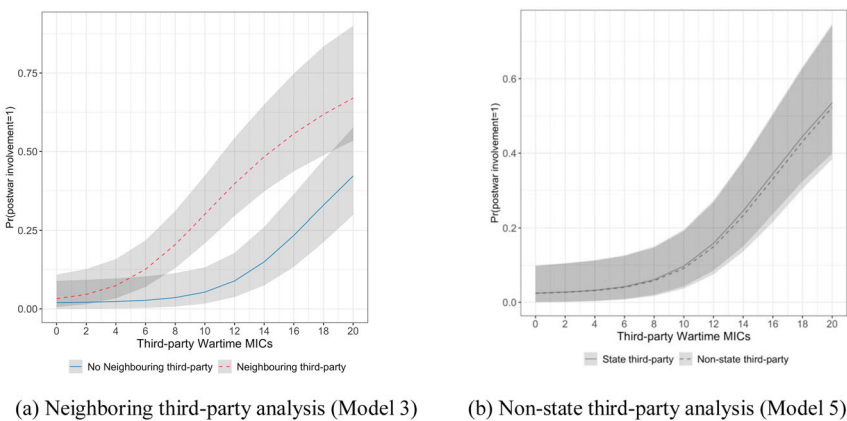 Pr(postwar involvement=1)
0.75
0.50
0.25
0.00
0 2 4 6 8 10 12 14 16 18 20
Third-party Wartime MICs
No Neighbouring third-party Neighbouring third-party
(a) Neighboring third-party analysis (Model 3)
Pr(postwar involvement=1)
0.6
0.4
0.2
0.0
0 2 4 6 8 10 12 14 16 18 20
Third-party Wartime MICs
State third-party Non-state third-party
(b) Non-state third-party analysis (Model 5)